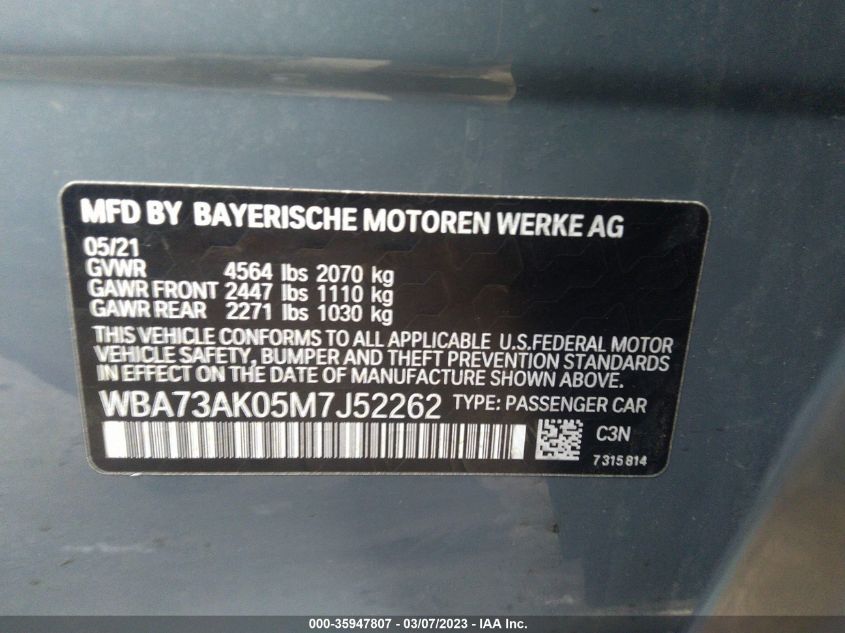 MFD BY BAYERISCHE MOTOREN WERKE AG
05/21
GVWR 4564 lbs 2070 kg
GAWR FRONT 2447 lbs 1110 kg
GAWR REAR 2271 lbs 1030 kg
THIS VEHICLE CONFORMS TO ALL APPLICABLE U.S.FEDERAL MOTOR
VEHICLE SAFETY, BUMPER AND THEFT PREVENTION STANDARDS
IN EFFECT ON THE DATE OF MANUFACTURE SHOWN ABOVE.
WBA73AK05M7J52262 TYPE: PASSENGER CAR
C3N
7315814
000-35947807 - 03/07/2023 - IAA Inc.